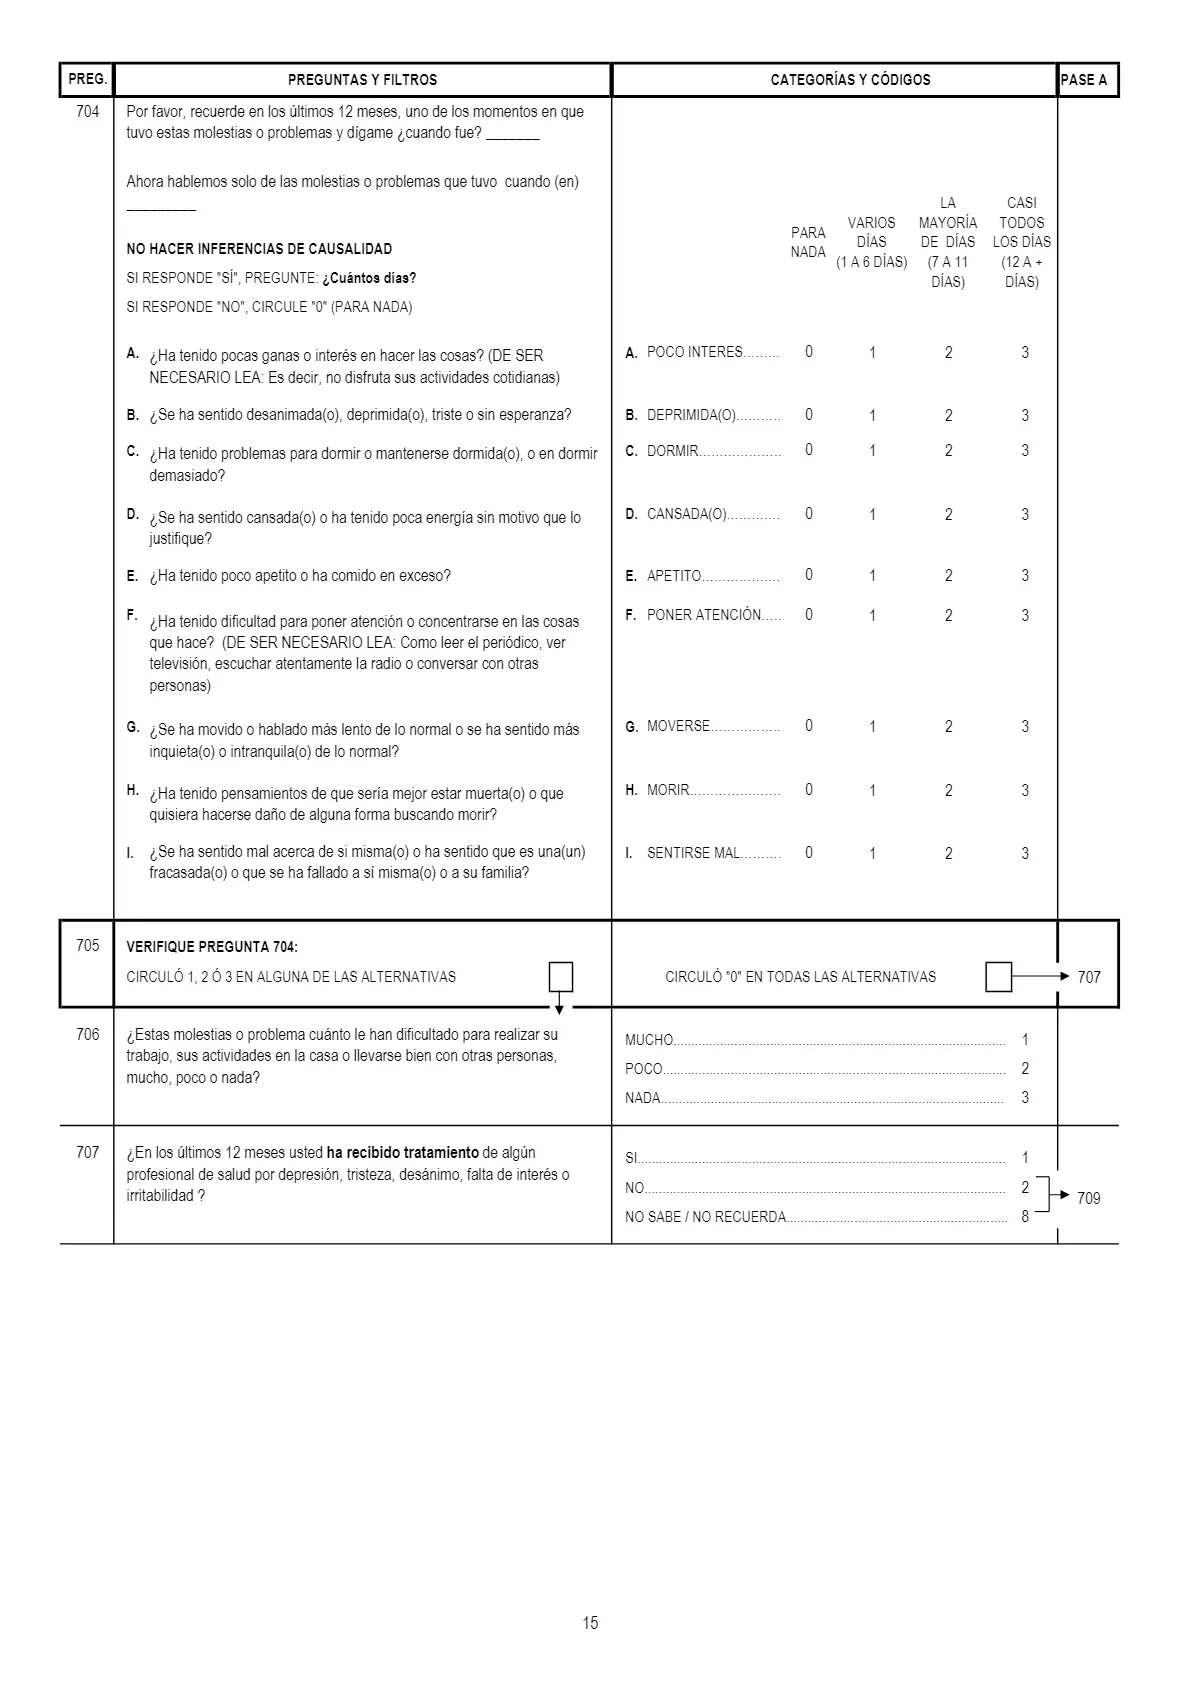 PREG. PREGUNTAS Y FILTROS CATEGORÍAS Y CÓDIGOS PASE A
704 Por favor, recuerde en los últimos 12 meses, uno de los momentos en que
tuvo estas molestias o problemas y dígame ¿cuando fue? _______
Ahora hablemos solo de las molestias o problemas que tuvo cuando (en)
_________
NO HACER INFERENCIAS DE CAUSALIDAD
SI RESPONDE "SÍ", PREGUNTE: ¿Cuántos días?
SI RESPONDE "NO", CIRCULE "0" (PARA NADA)
PARA
NADA
VARIOS
DÍAS
(1 A 6 DÍAS)
LA
MAYORÍA
DE DÍAS
(7 A 11
DÍAS)
CASI
TODOS
LOS DÍAS
(12 A +
DÍAS)
A. ¿Ha tenido pocas ganas o interés en hacer las cosas? (DE SER
NECESARIO LEA: Es decir, no disfruta sus actividades cotidianas)
A. POCO INTERES......... 0 1 2 3
B. ¿Se ha sentido desanimada(o), deprimida(o), triste o sin esperanza?
B. DEPRIMIDA(O)........... 0 1 2 3
C. ¿Ha tenido problemas para dormir o mantenerse dormida(o), o en dormir
demasiado?
C. DORMIR.................... 0 1 2 3
D. ¿Se ha sentido cansada(o) o ha tenido poca energía sin motivo que lo
justifique?
D. CANSADA(O)............. 0 1 2 3
E. ¿Ha tenido poco apetito o ha comido en exceso?
E. APETITO................... 0 1 2 3
F. ¿Ha tenido dificultad para poner atención o concentrarse en las cosas
que hace? (DE SER NECESARIO LEA: Como leer el periódico, ver
televisión, escuchar atentamente la radio o conversar con otras
personas)
F. PONER ATENCIÓN..... 0 1 2 3
G. ¿Se ha movido o hablado más lento de lo normal o se ha sentido más
inquieta(o) o intranquila(o) de lo normal?
G. MOVERSE................. 0 1 2 3
H. ¿Ha tenido pensamientos de que sería mejor estar muerta(o) o que
quisiera hacerse daño de alguna forma buscando morir?
H. MORIR...................... 0 1 2 3
I. ¿Se ha sentido mal acerca de si misma(o) o ha sentido que es una(un)
fracasada(o) o que se ha fallado a sí misma(o) o a su familia?
I. SENTIRSE MAL.......... 0 1 2 3
705 VERIFIQUE PREGUNTA 704:
CIRCULÓ 1, 2 Ó 3 EN ALGUNA DE LAS ALTERNATIVAS CIRCULÓ "0" EN TODAS LAS ALTERNATIVAS 707
706 ¿Estas molestias o problema cuánto le han dificultado para realizar su
trabajo, sus actividades en la casa o llevarse bien con otras personas,
mucho, poco o nada?
MUCHO............................................................................................. 1
POCO................................................................................................ 2
NADA................................................................................................ 3
707 ¿En los últimos 12 meses usted ha recibido tratamiento de algún
profesional de salud por depresión, tristeza, desánimo, falta de interés o
irritabilidad ?
SI....................................................................................................... 1
NO..................................................................................................... 2
NO SABE / NO RECUERDA.............................................................. 8
709
15